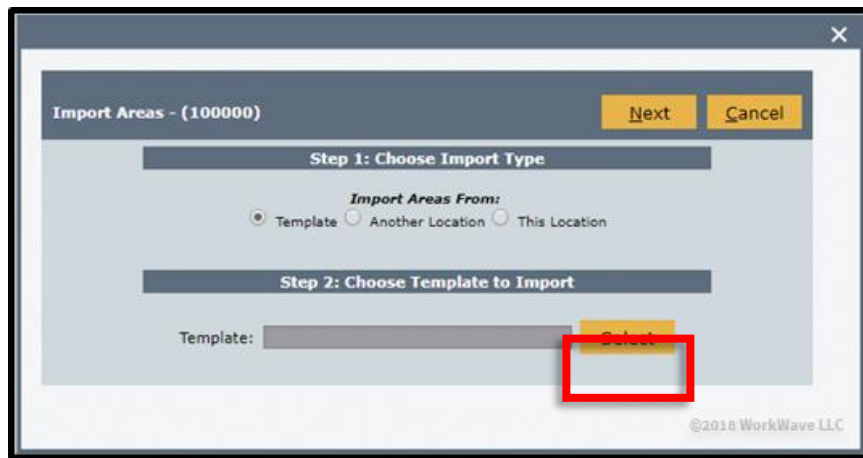 Import Areas - (100000)
Next
Cancel
Step 1: Choose Import Type
Import Areas From:
Template Another Location This Location
Step 2: Choose Template to Import
Template:
Select
©2018 WorkWave LLC